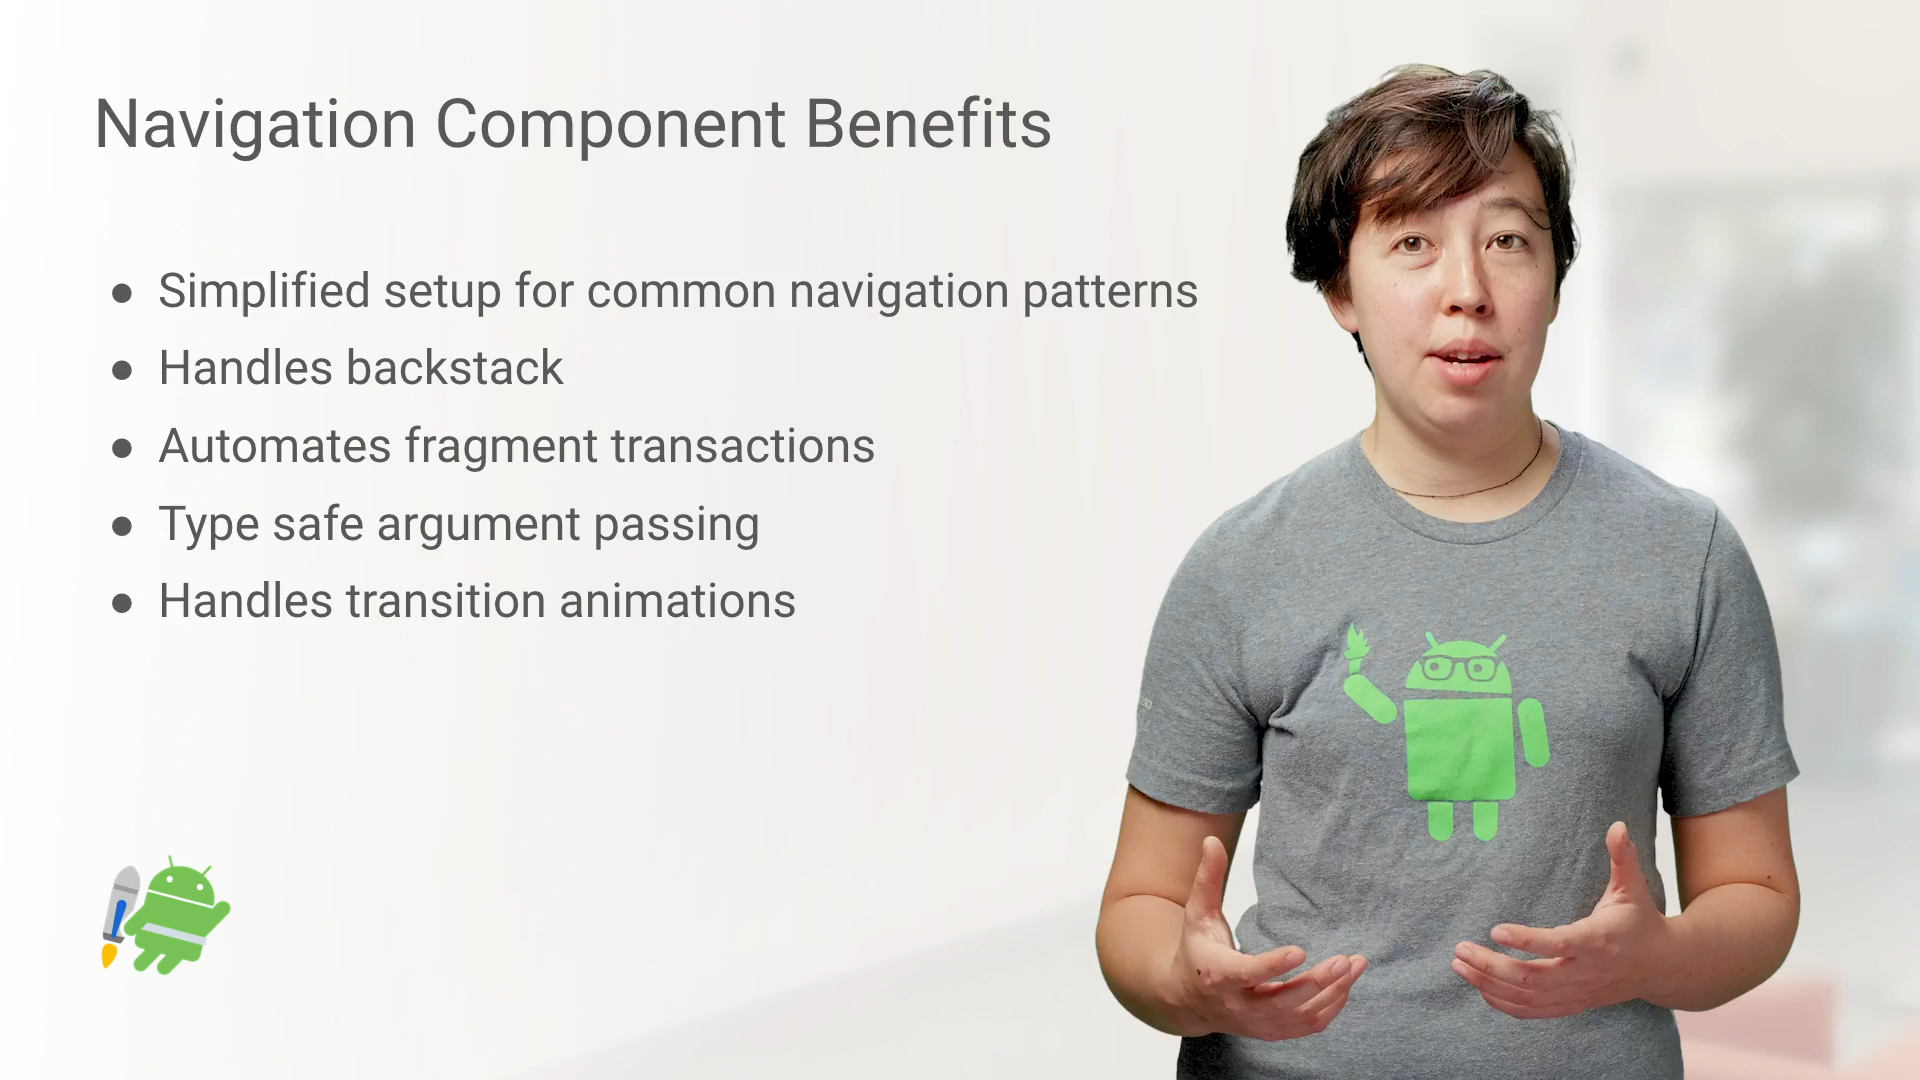 Navigation Component Benefits
● Simplified setup for common navigation patterns
● Handles backstack
● Automates fragment transactions
● Type safe argument passing
● Handles transition animations